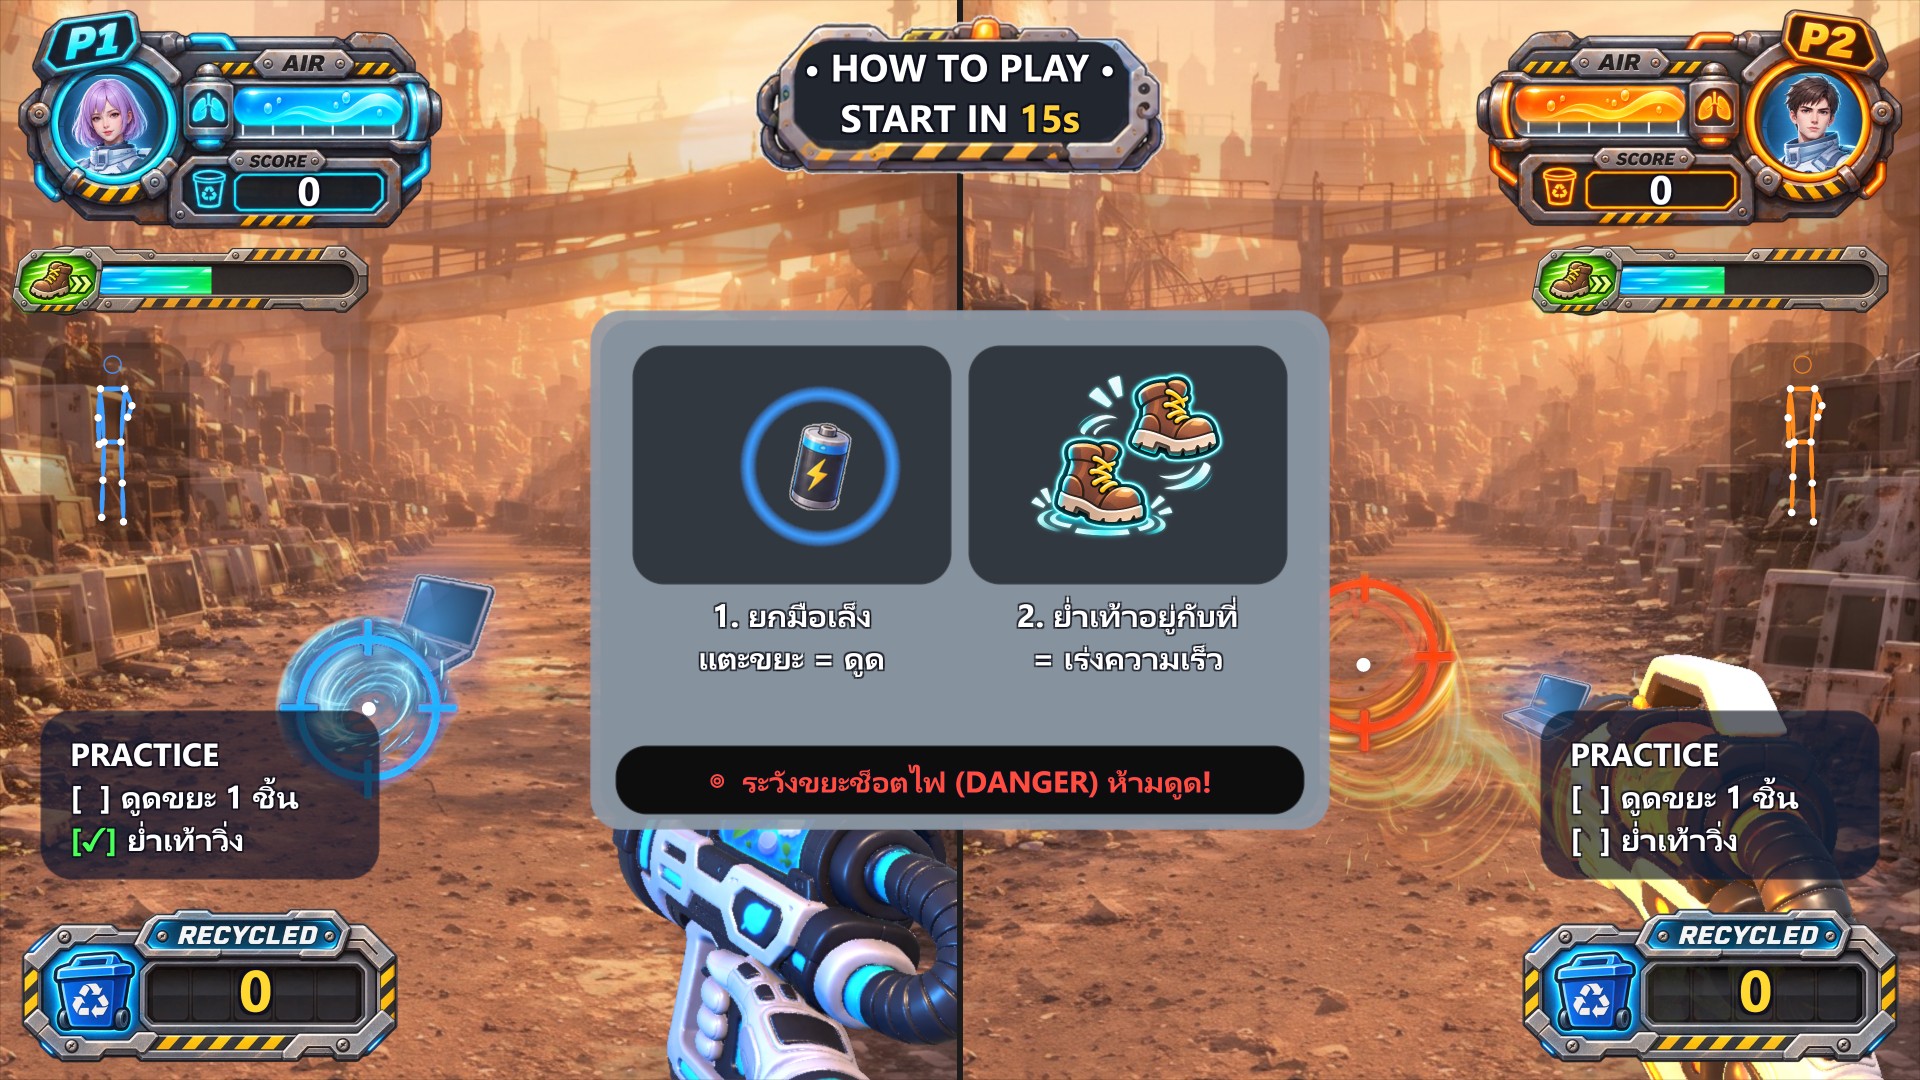 P1
AIR
SCORE
0
• HOW TO PLAY •
START IN 15s
P2
AIR
SCORE
0
1. ยกมือเล็ง
แตะขยะ = ดูด
2. ย่ำเท้าอยู่กับที่
= เร่งความเร็ว
ระวังขยะช็อตไฟ (DANGER) ห้ามดูด!
PRACTICE
[ ] ดูดขยะ 1 ชิ้น
[✓] ย่ำเท้าวิ่ง
PRACTICE
[ ] ดูดขยะ 1 ชิ้น
[ ] ย่ำเท้าวิ่ง
RECYCLED
0
RECYCLED
0